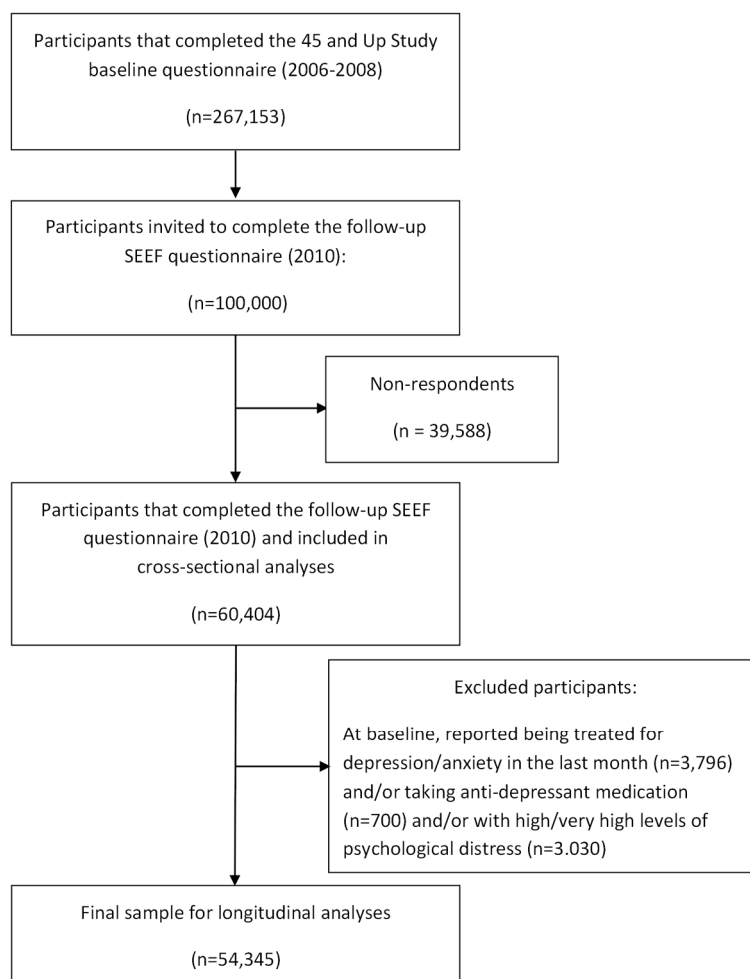 Participants that completed the 45 and Up Study
baseline questionnaire (2006-2008)
(n=267,153)
Participants invited to complete the follow-up
SEEF questionnaire (2010):
(n=100,000)
Non-respondents
(n = 39,588)
Participants that completed the follow-up SEEF
questionnaire (2010) and included in
cross-sectional analyses
(n=60,404)
Excluded participants:
At baseline, reported being treated for
depression/anxiety in the last month (n=3,796)
and/or taking anti-depressant medication
(n=700) and/or with high/very high levels of
psychological distress (n=3.030)
Final sample for longitudinal analyses
(n=54,345)